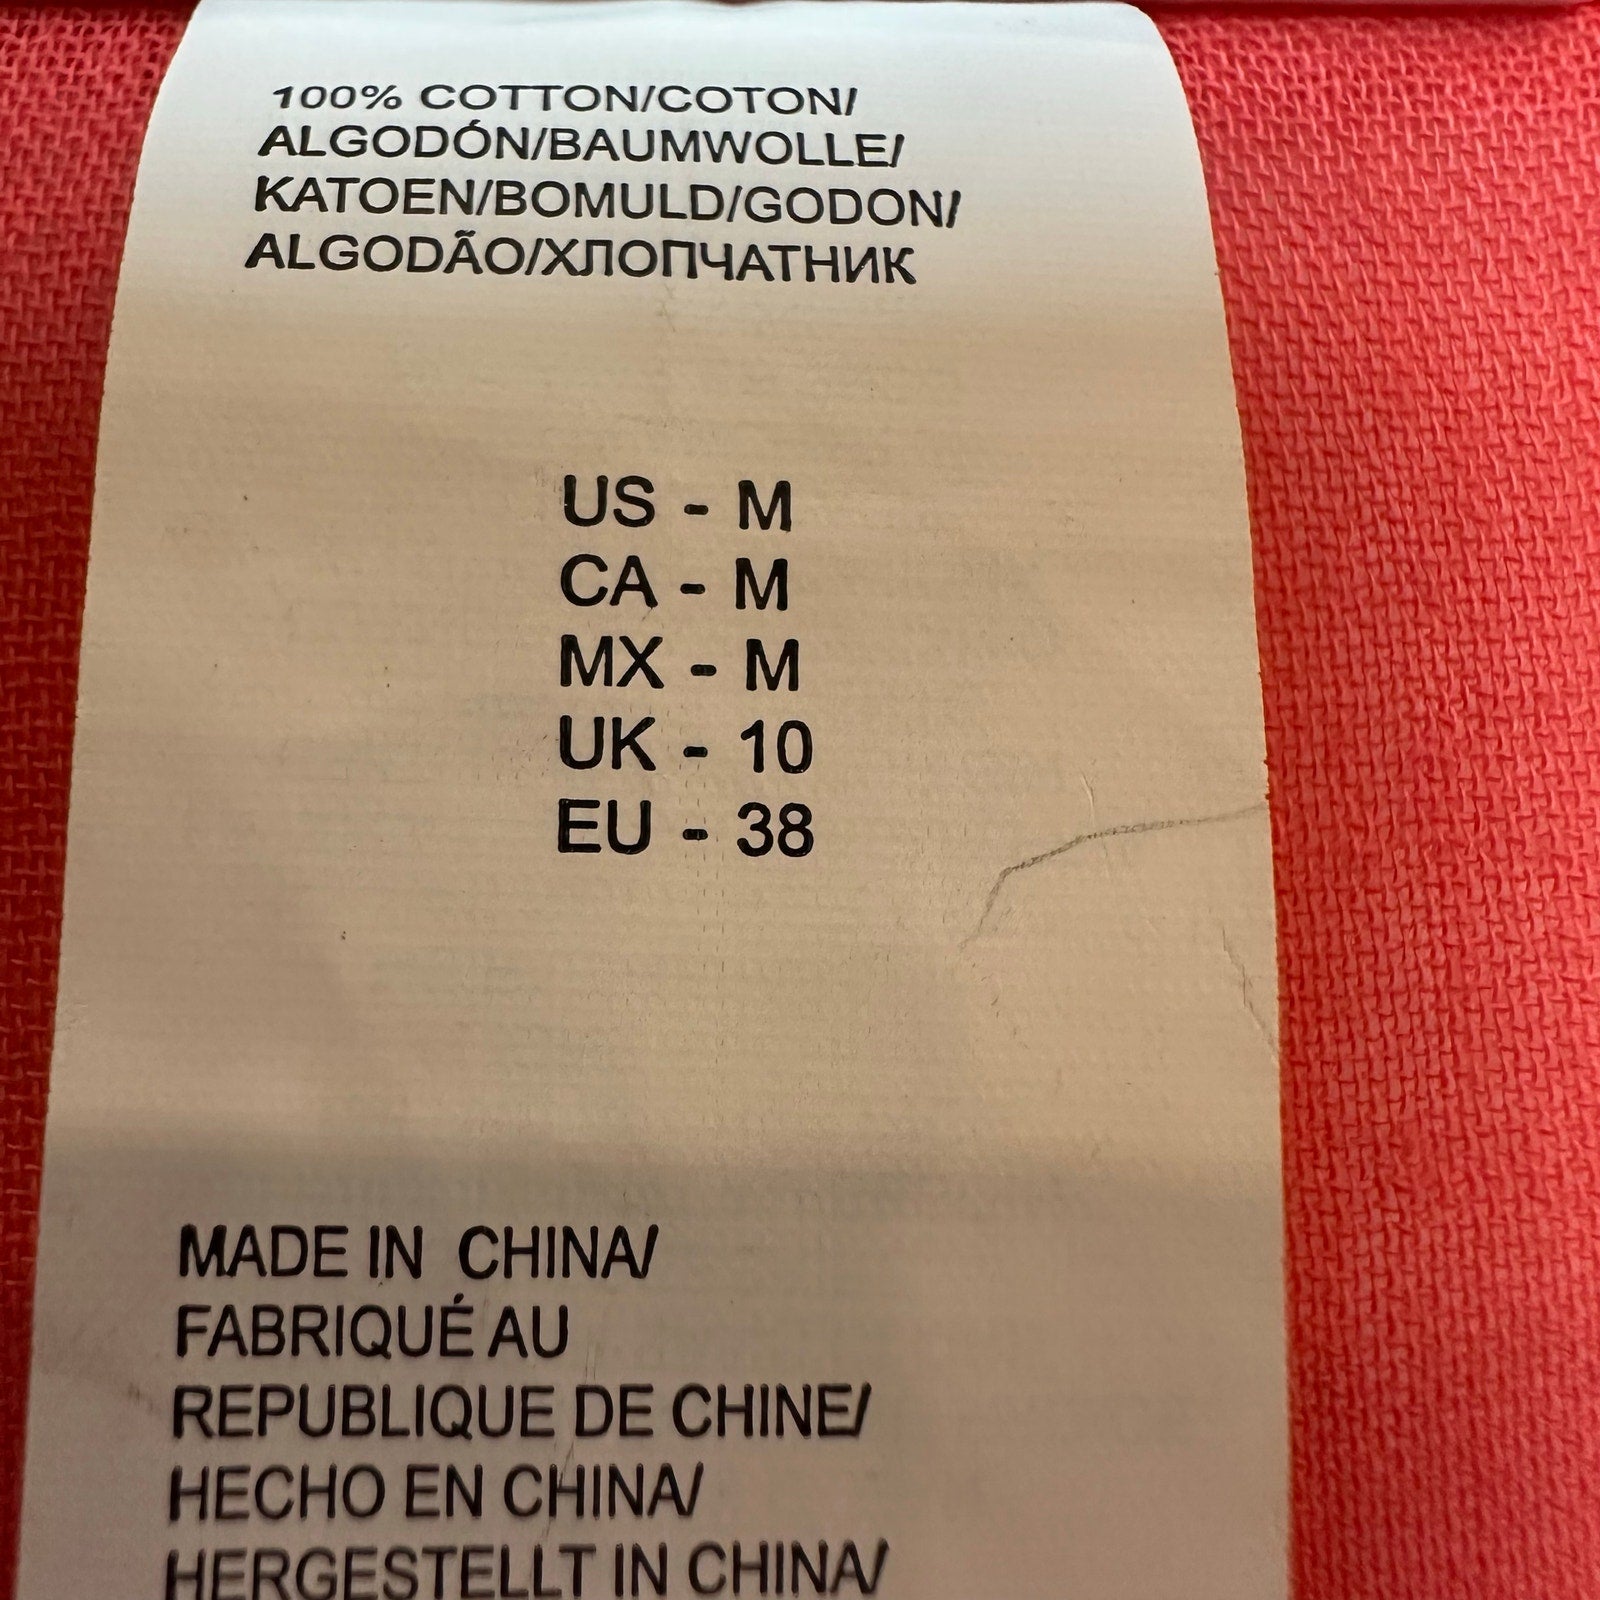 100% COTTON/COTON/
ALGODÓN/BAUMWOLLE/
KATOEN/BOMULD/GODON/
ALGODÃO/ХЛОПЧАТНИК
US - M
CA - M
MX - M
UK - 10
EU - 38
MADE IN CHINA/
FABRIQUÉ AU
REPUBLIQUE DE CHINE/
HECHO EN CHINA/
HERGESTELLT IN CHINA/